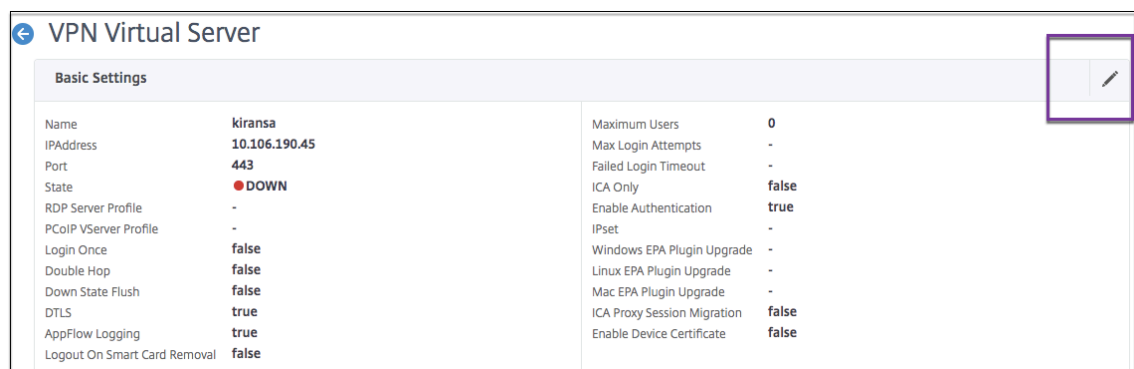 VPN Virtual Server
Basic Settings
Name kiransa
IPAddress 10.106.190.45
Port 443
State DOWN
RDP Server Profile -
PCoIP VServer Profile -
Login Once false
Double Hop false
Down State Flush false
DTLS true
AppFlow Logging true
Logout On Smart Card Removal false
Maximum Users 0
Max Login Attempts -
Failed Login Timeout -
ICA Only false
Enable Authentication true
IPset -
Windows EPA Plugin Upgrade -
Linux EPA Plugin Upgrade -
Mac EPA Plugin Upgrade -
ICA Proxy Session Migration false
Enable Device Certificate false